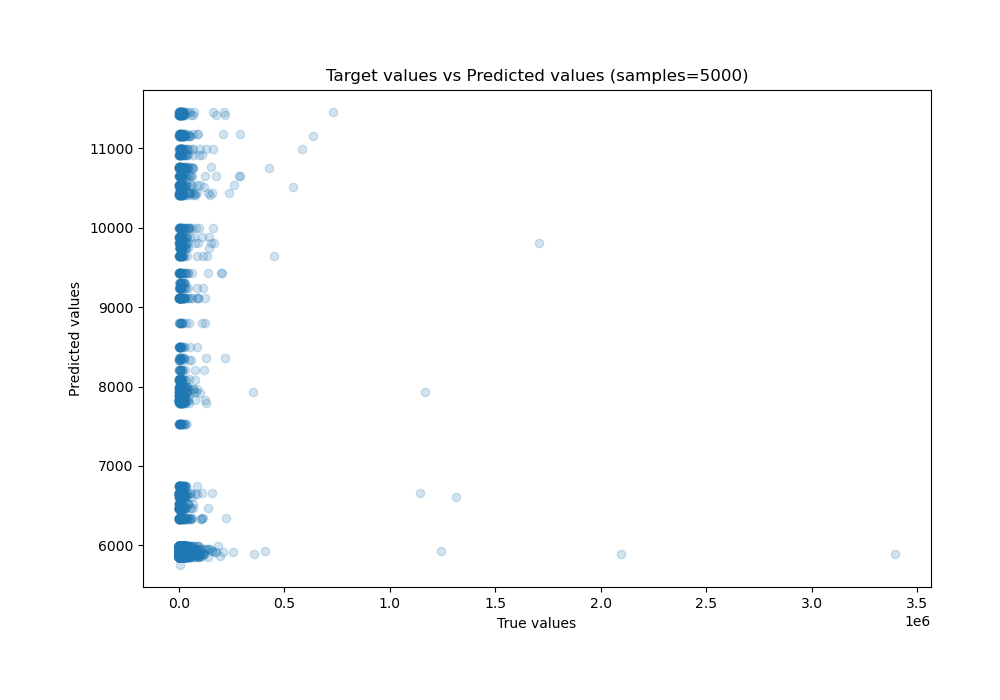 Target values vs Predicted values (samples=5000)
Predicted values
11000
10000
9000
8000
7000
6000
0.0 0.5 1.0 1.5 2.0 2.5 3.0 3.5
1e6
True values